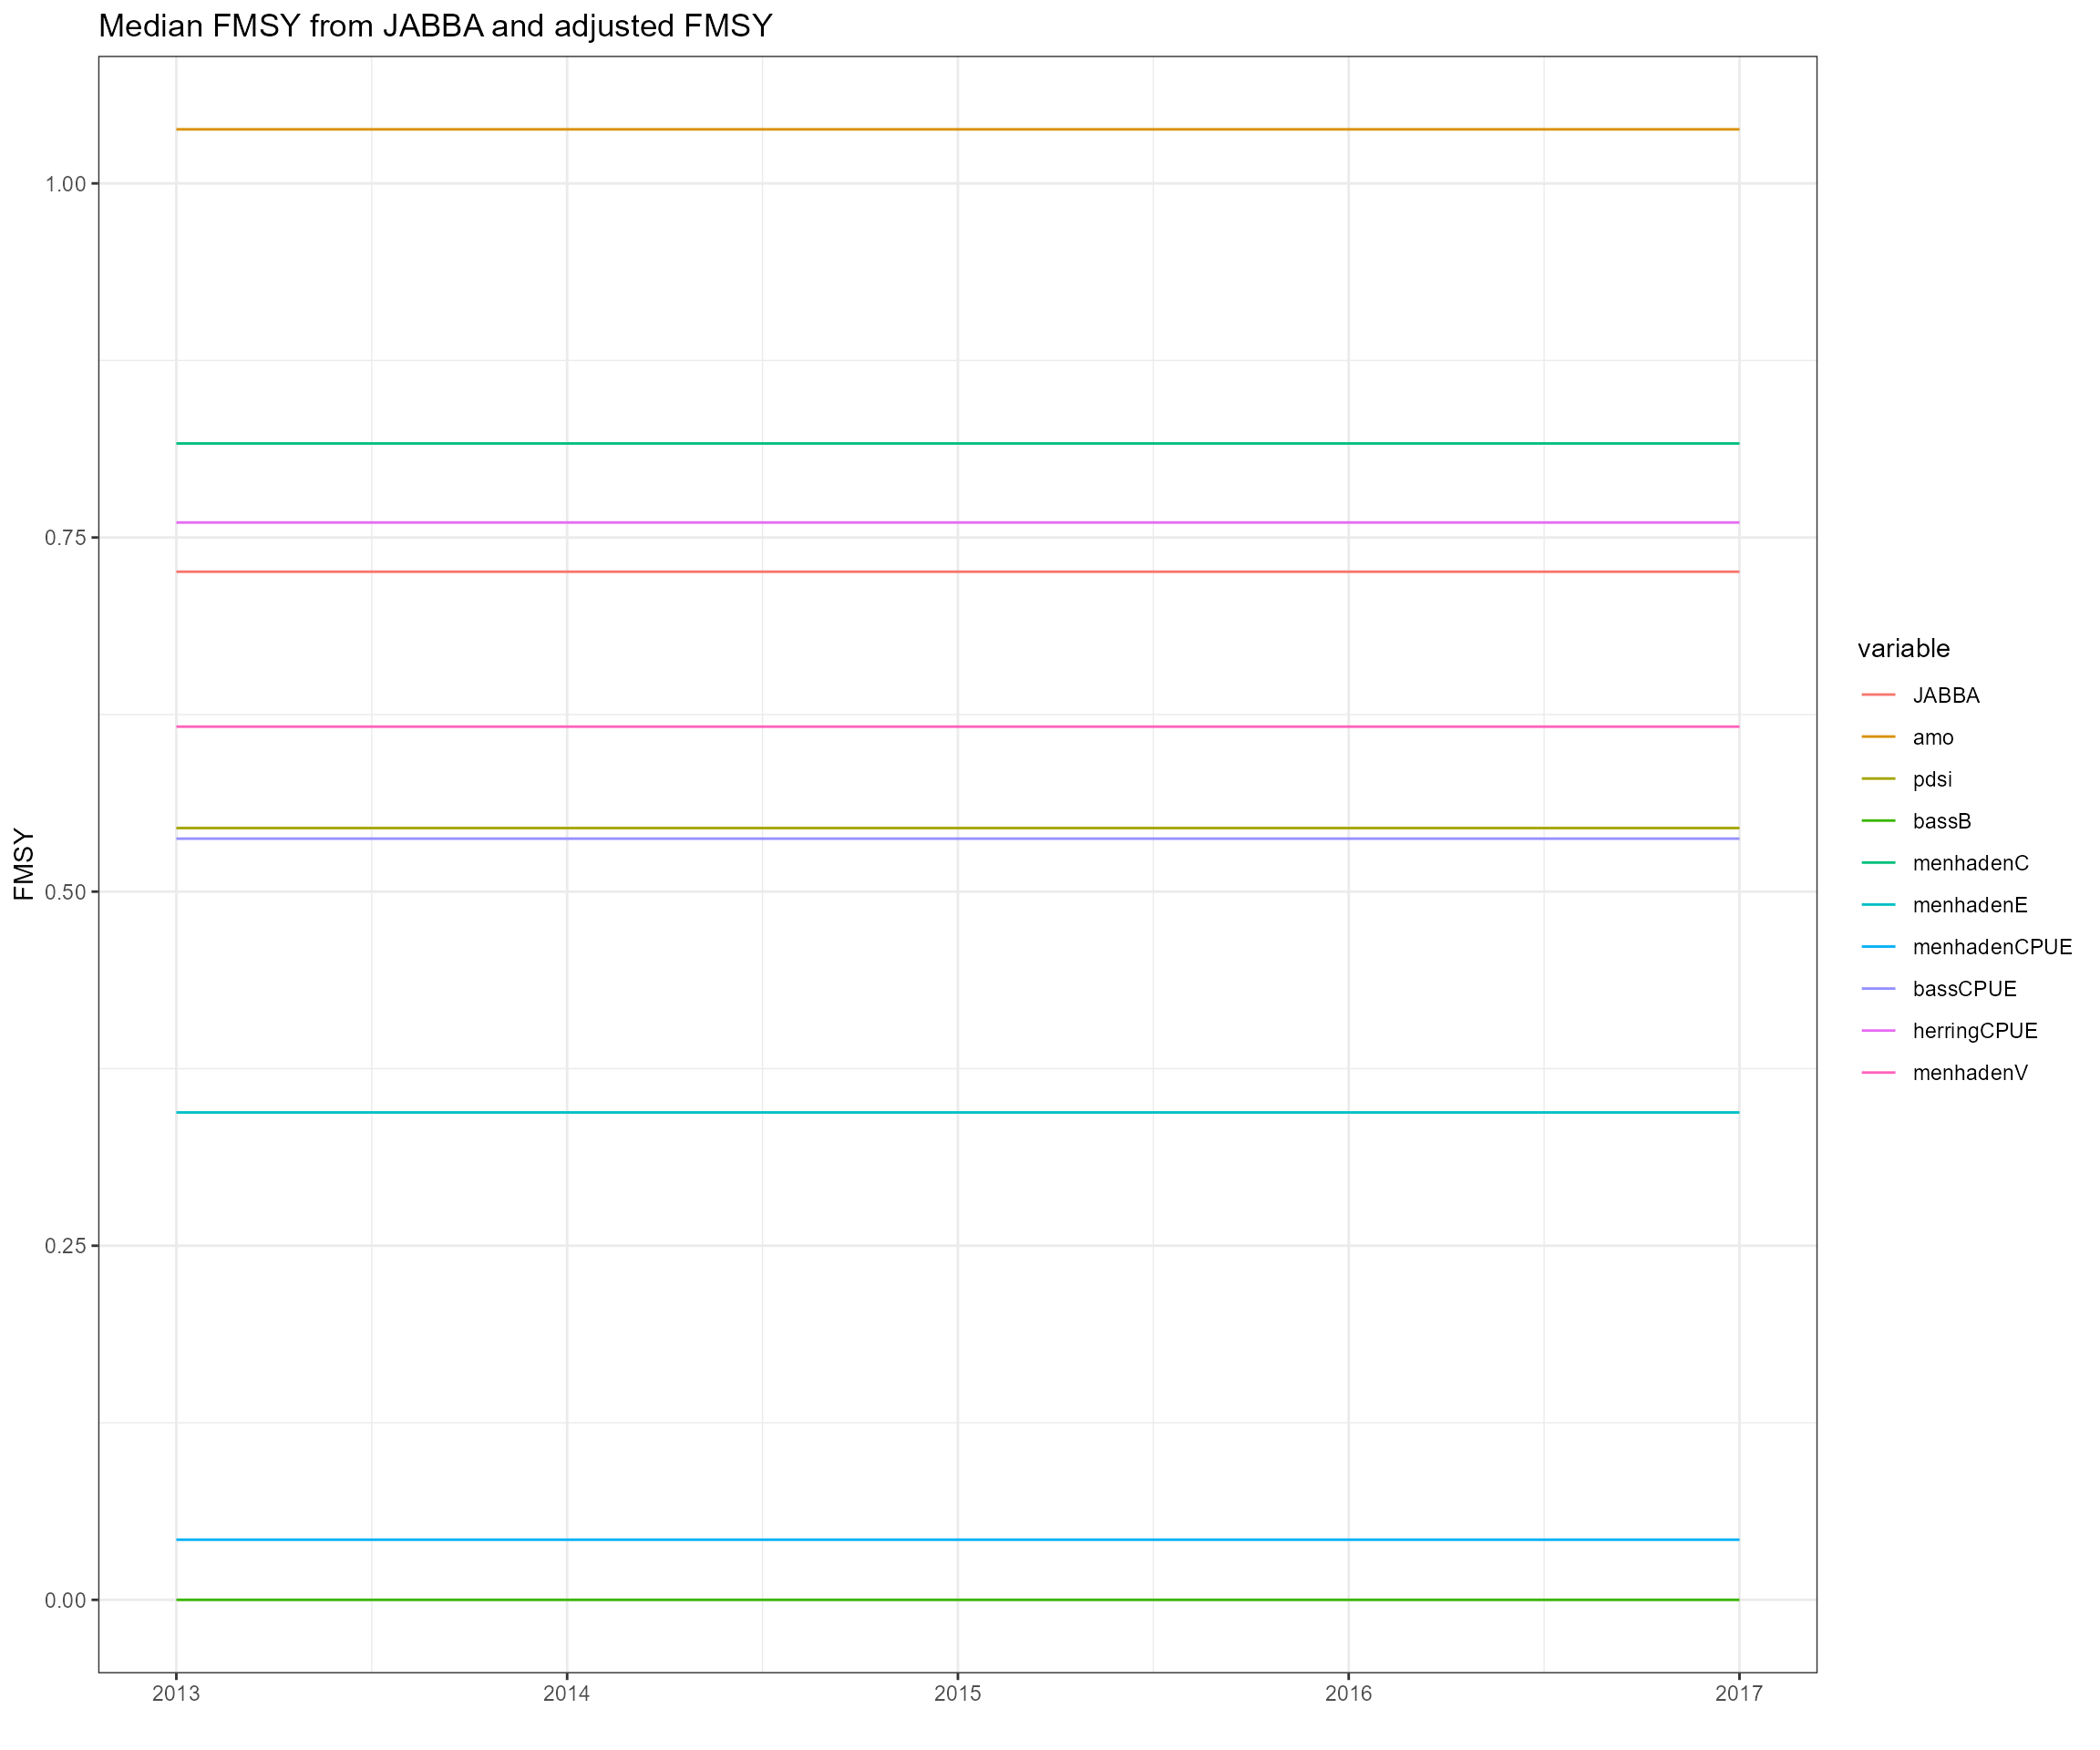 Median FMSY from JABBA and adjusted FMSY
1.00
0.75
0.50
0.25
0.00
FMSY
2013 2014 2015 2016 2017
variable
JABBA
amo
pdsi
bassB
menhadenC
menhadenE
menhadenCPUE
bassCPUE
herringCPUE
menhadenV